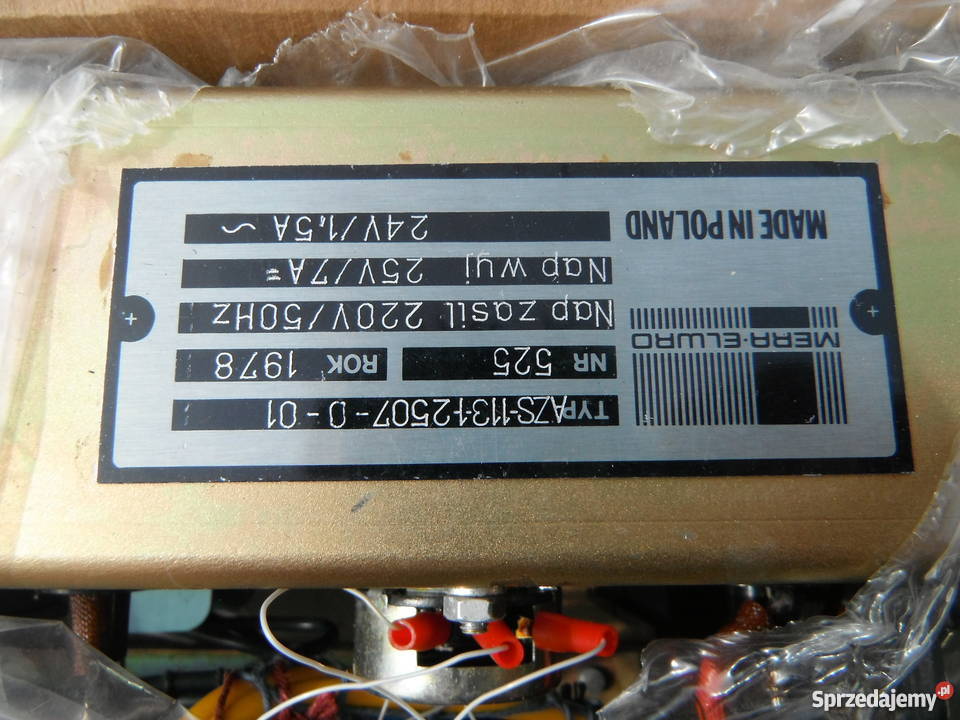 MERA-ELWRO
MADE IN POLAND
TYP AZS-113-1-2507-0-01
NR 525 ROK 1978
Nap zasil 220V/50Hz
Nap wyj 25V/7A =
24V/1,5A ~
Sprzedajemy.pl